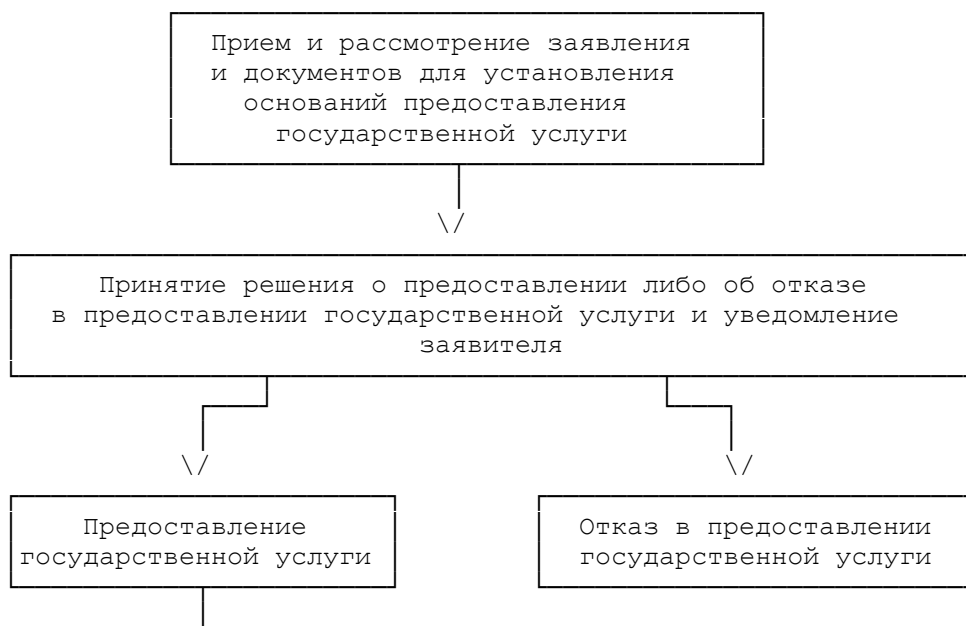 Прием и рассмотрение заявления
и документов для установления
оснований предоставления
государственной услуги
Принятие решения о предоставлении либо об отказе
в предоставлении государственной услуги и уведомление
заявителя
Предоставление
государственной услуги
Отказ в предоставлении
государственной услуги